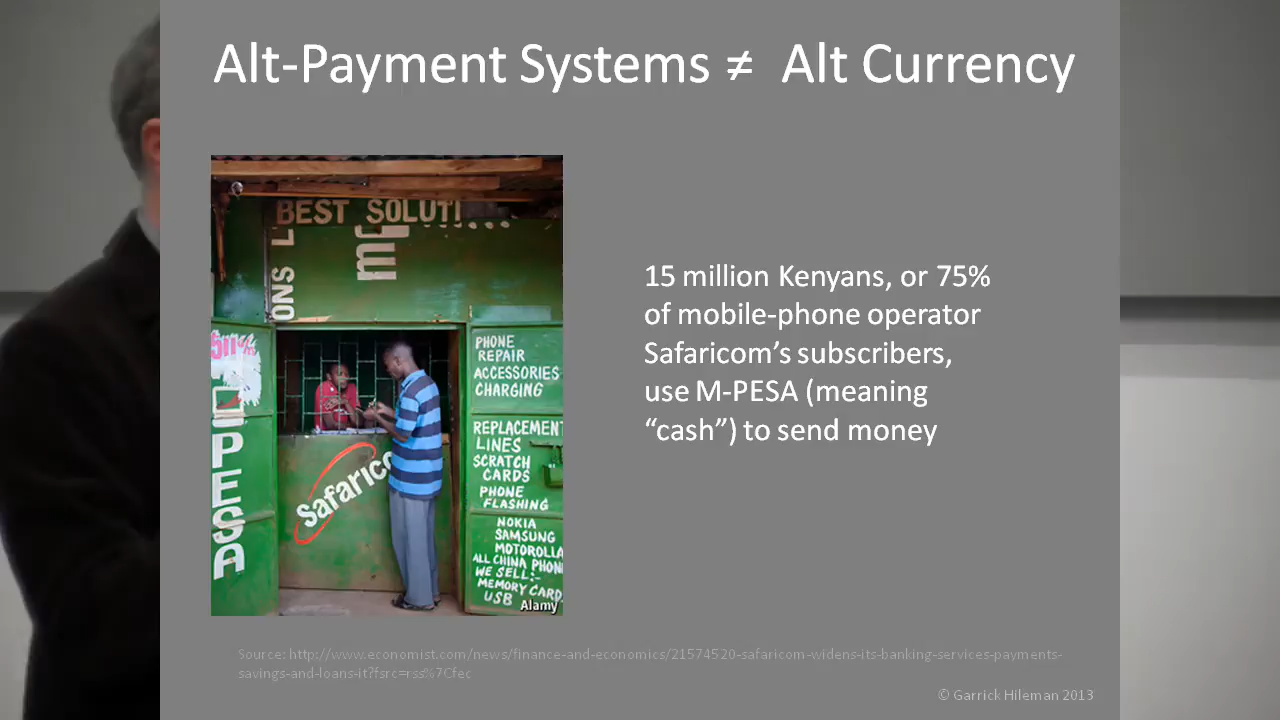 Alt-Payment Systems ≠ Alt Currency
BEST SOLUTI
ONS L
PESA
Safarico
PHONE
REPAIR
ACCESSORIES
CHARGING
REPLACEMENT
LINES
SCRATCH
CARDS
PHONE
FLASHING
NOKIA
SAMSUNG
MOTOROLLA
ALL CHINA PHON
WE SELL:-
MEMORY CARD
USB
Alamy
15 million Kenyans, or 75%
of mobile-phone operator
Safaricom's subscribers,
use M-PESA (meaning
“cash”) to send money
Source: http://www.economist.com/news/finance-and-economics/21574520-safaricom-widens-its-banking-services-payments-
savings-and-loans-it?fsrc=rss%7Cfec
© Garrick Hileman 2013